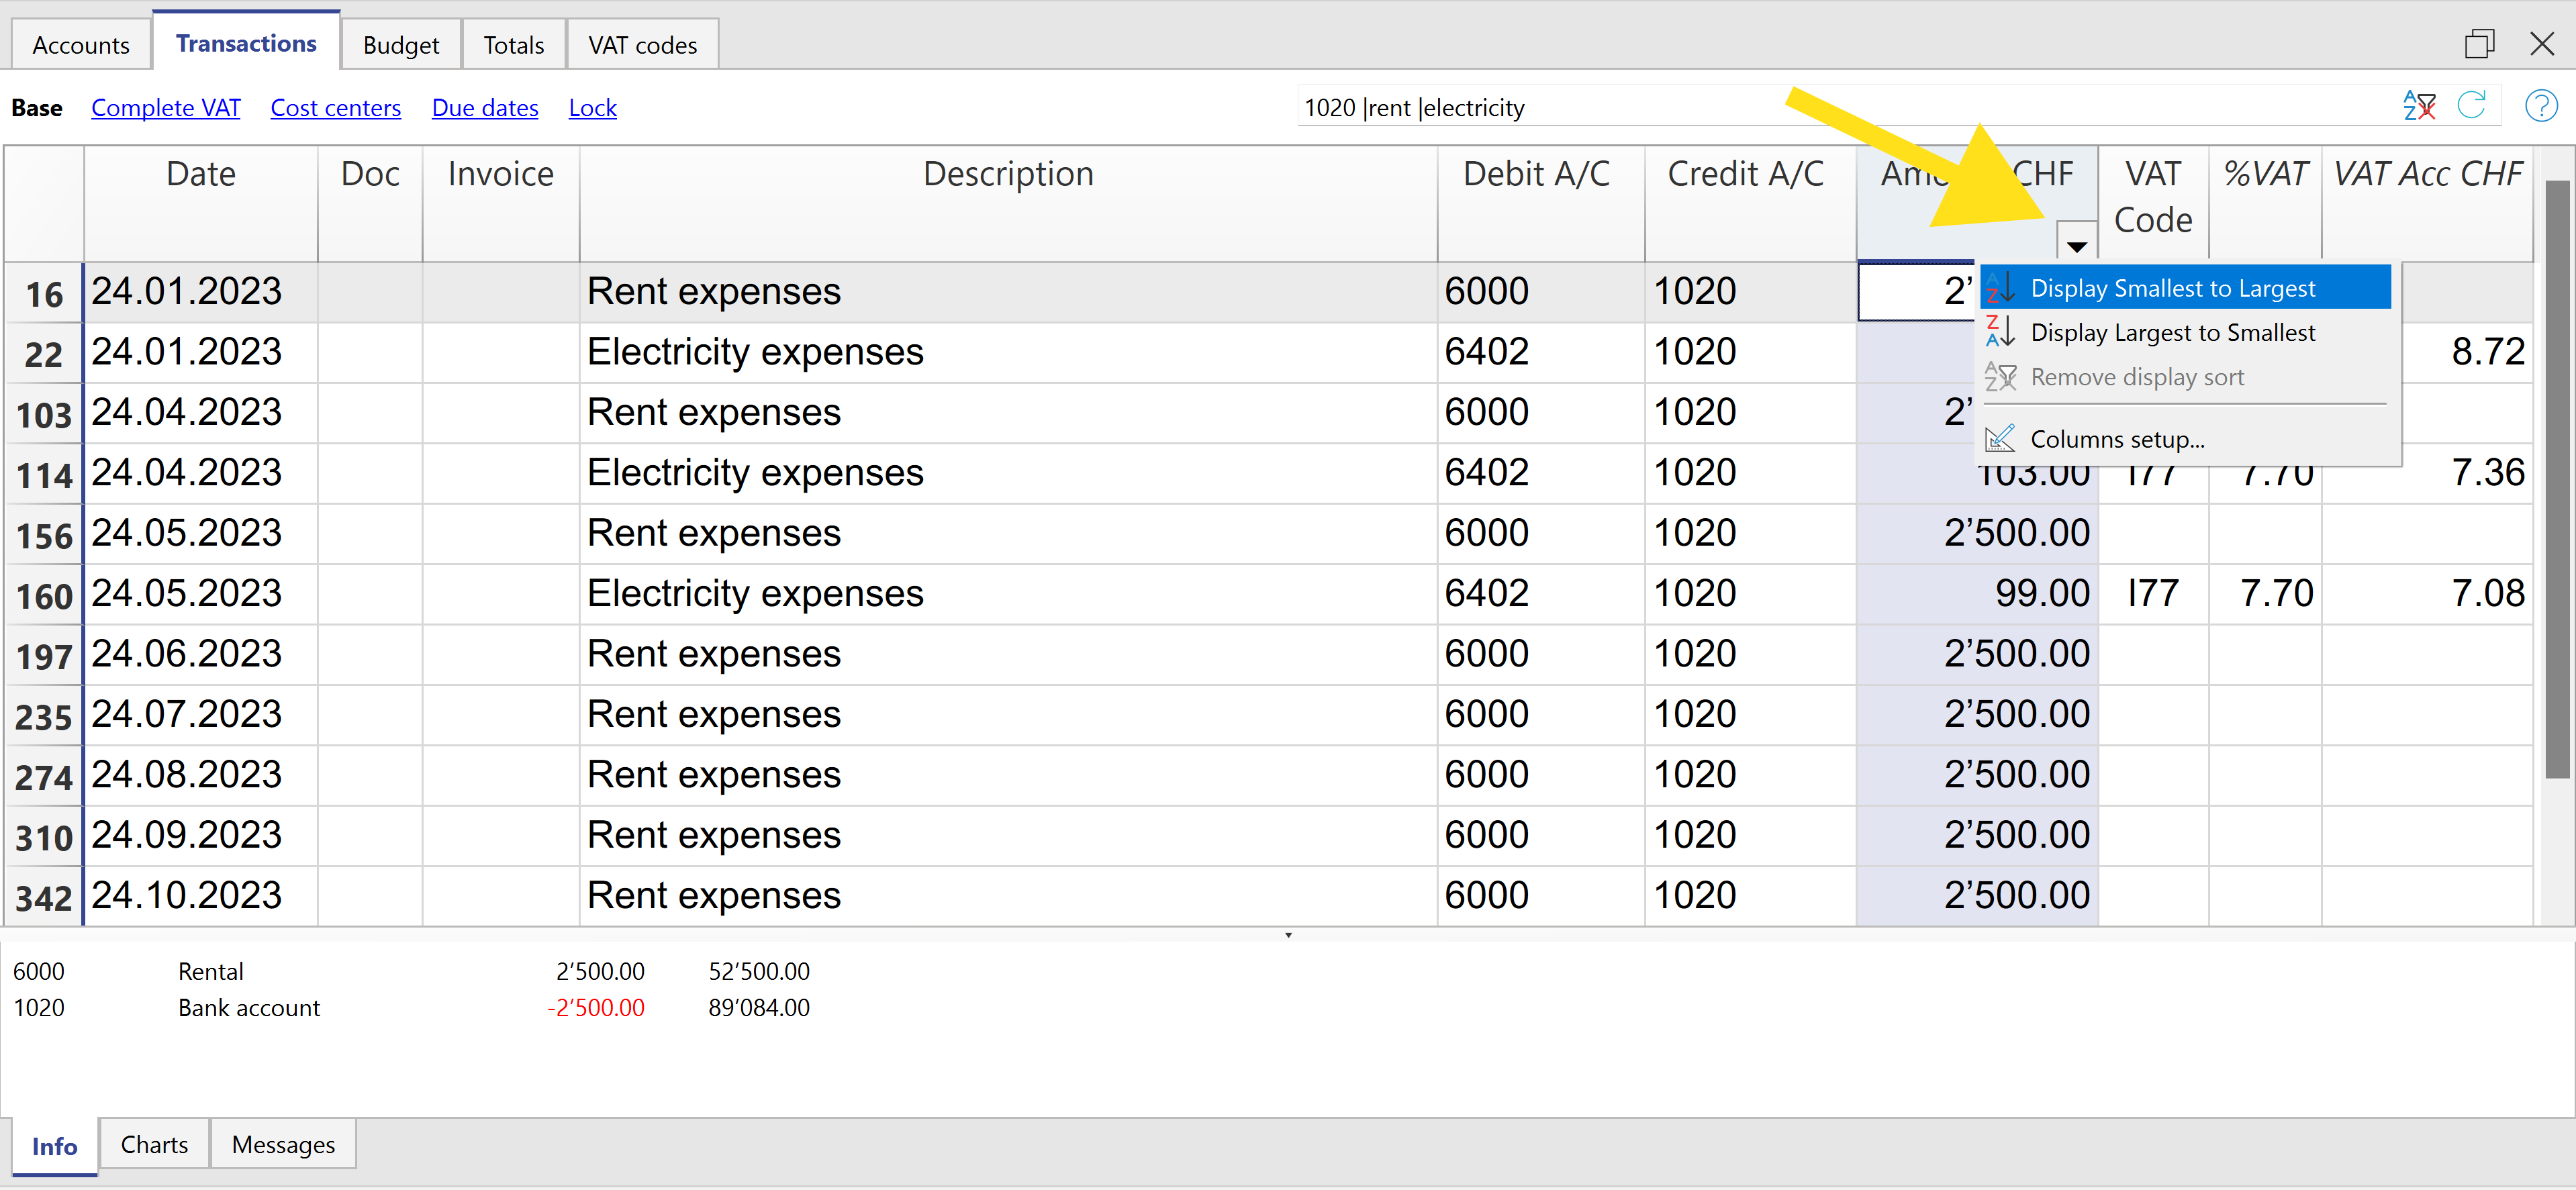 Accounts Transactions Budget Totals VAT codes
Base Complete VAT Cost centers Due dates Lock 1020 |rent |electricity
Date Doc Invoice Description Debit A/C Credit A/C CHF VAT Code %VAT VAT Acc CHF
16 24.01.2023 Rent expenses 6000 1020 2’
Display Smallest to Largest
22 24.01.2023 Electricity expenses 6402 1020 8.72
Display Largest to Smallest
Remove display sort
103 24.04.2023 Rent expenses 6000 1020 2’
Columns setup...
114 24.04.2023 Electricity expenses 6402 1020 103.00 I77 7.70 7.36
156 24.05.2023 Rent expenses 6000 1020 2’500.00
160 24.05.2023 Electricity expenses 6402 1020 99.00 I77 7.70 7.08
197 24.06.2023 Rent expenses 6000 1020 2’500.00
235 24.07.2023 Rent expenses 6000 1020 2’500.00
274 24.08.2023 Rent expenses 6000 1020 2’500.00
310 24.09.2023 Rent expenses 6000 1020 2’500.00
342 24.10.2023 Rent expenses 6000 1020 2’500.00
6000 Rental 2’500.00 52’500.00
1020 Bank account -2’500.00 89’084.00
Info Charts Messages